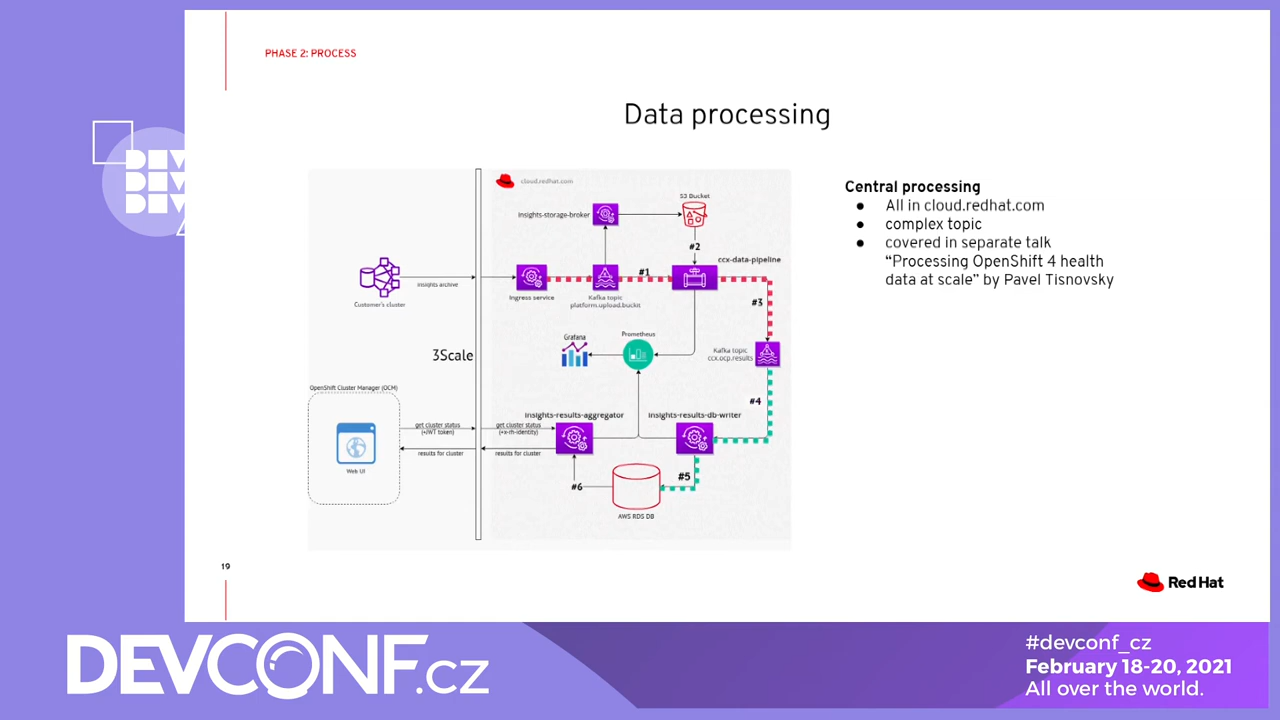 PHASE 2: PROCESS
Data processing
cloud.redhat.com
S3 Bucket
insights-storage-broker
#2
ccx-data-pipeline
#1
insights archive
Customer's cluster
Ingress service
Kafka topic
platform.upload.buckit
#3
Prometheus
Grafana
Kafka topic
ccx.ocp.results
3Scale
OpenShift Cluster Manager (OCM)
#4
insights-results-aggregator
insights-results-db-writer
get cluster status
(+JWT token)
get cluster status
(+x-rh-identity)
results for cluster
results for cluster
Web UI
#5
#6
AWS RDS DB
Central processing
● All in cloud.redhat.com
● complex topic
● covered in separate talk
“Processing OpenShift 4 health
data at scale” by Pavel Tisnovsky
19
Red Hat
DEVCONF.cz
#devconf_cz
February 18-20, 2021
All over the world.